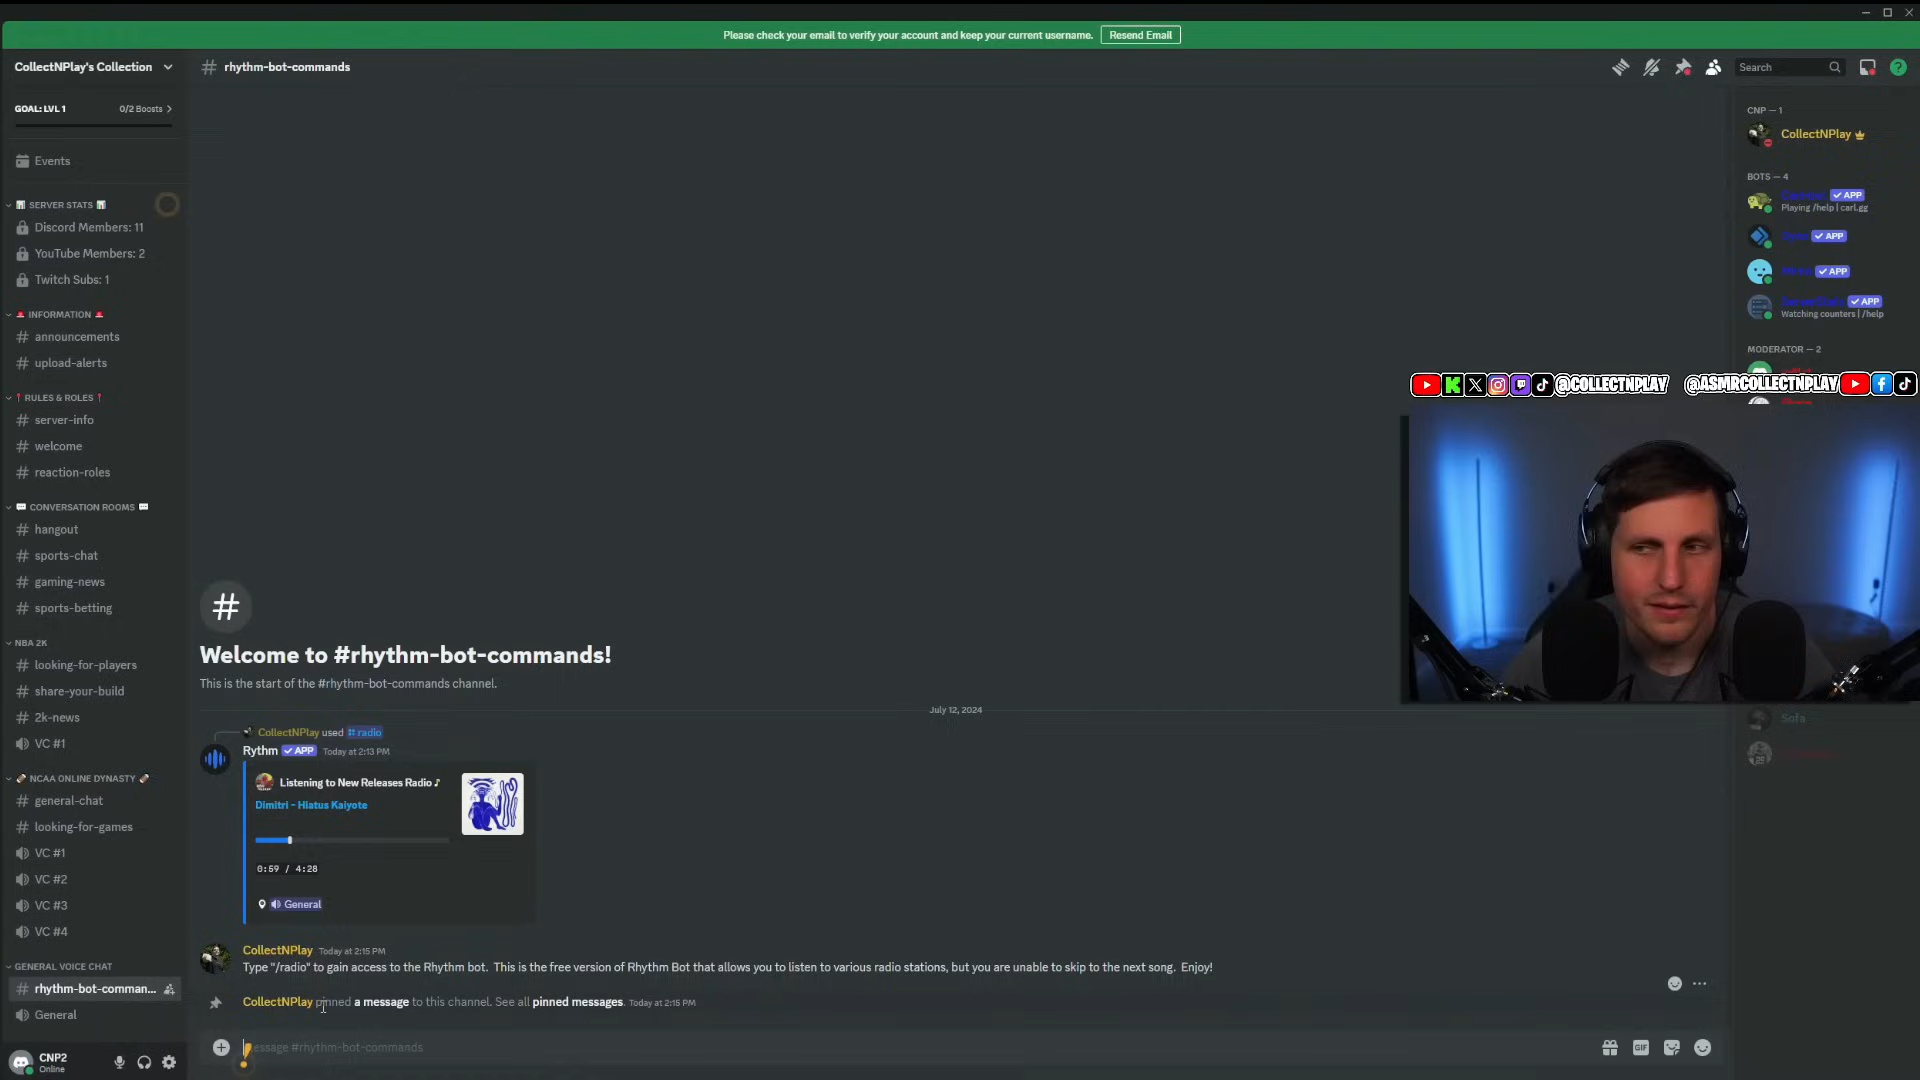 Please check your email to verify your account and keep your current username.
Resend Email
CollectNPlay's Collection
# rhythm-bot-commands
Search
GOAL: LVL 1
0/2 Boosts
Events
SERVER STATS
Discord Members: 11
YouTube Members: 2
Twitch Subs: 1
INFORMATION
# announcements
# upload-alerts
RULES & ROLES
# server-info
# welcome
# reaction-roles
CONVERSATION ROOMS
# hangout
# sports-chat
# gaming-news
# sports-betting
NBA 2K
# looking-for-players
# share-your-build
# 2k-news
VC #1
NCAA ONLINE DYNASTY
# general-chat
# looking-for-games
VC #1
VC #2
VC #3
VC #4
GENERAL VOICE CHAT
# rhythm-bot-comman...
General
CNP2
Online
#
Welcome to #rhythm-bot-commands!
This is the start of the #rhythm-bot-commands channel.
July 12, 2024
CollectNPlay used radio
Rythm APP Today at 2:13 PM
Listening to New Releases Radio
Dimitri - Hiatus Kaiyote
0:59 / 4:28
General
CollectNPlay Today at 2:15 PM
Type "/radio" to gain access to the Rhythm bot. This is the free version of Rhythm Bot that allows you to listen to various radio stations, but you are unable to skip to the next song. Enjoy!
CollectNPlay pinned a message to this channel. See all pinned messages. Today at 2:15 PM
#rhythm-bot-commands
GIF
CNP — 1
CollectNPlay
BOTS — 4
APP
Playing /help | carl.gg
APP
APP
APP
Watching counters | /help
MODERATOR — 2
@COLLECTNPLAY
@ASMRCOLLECTNPLAY
Sofa